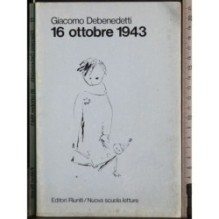 Giacomo Debenedetti
16 ottobre 1943
Editori Riuniti / Nuova scuola letture